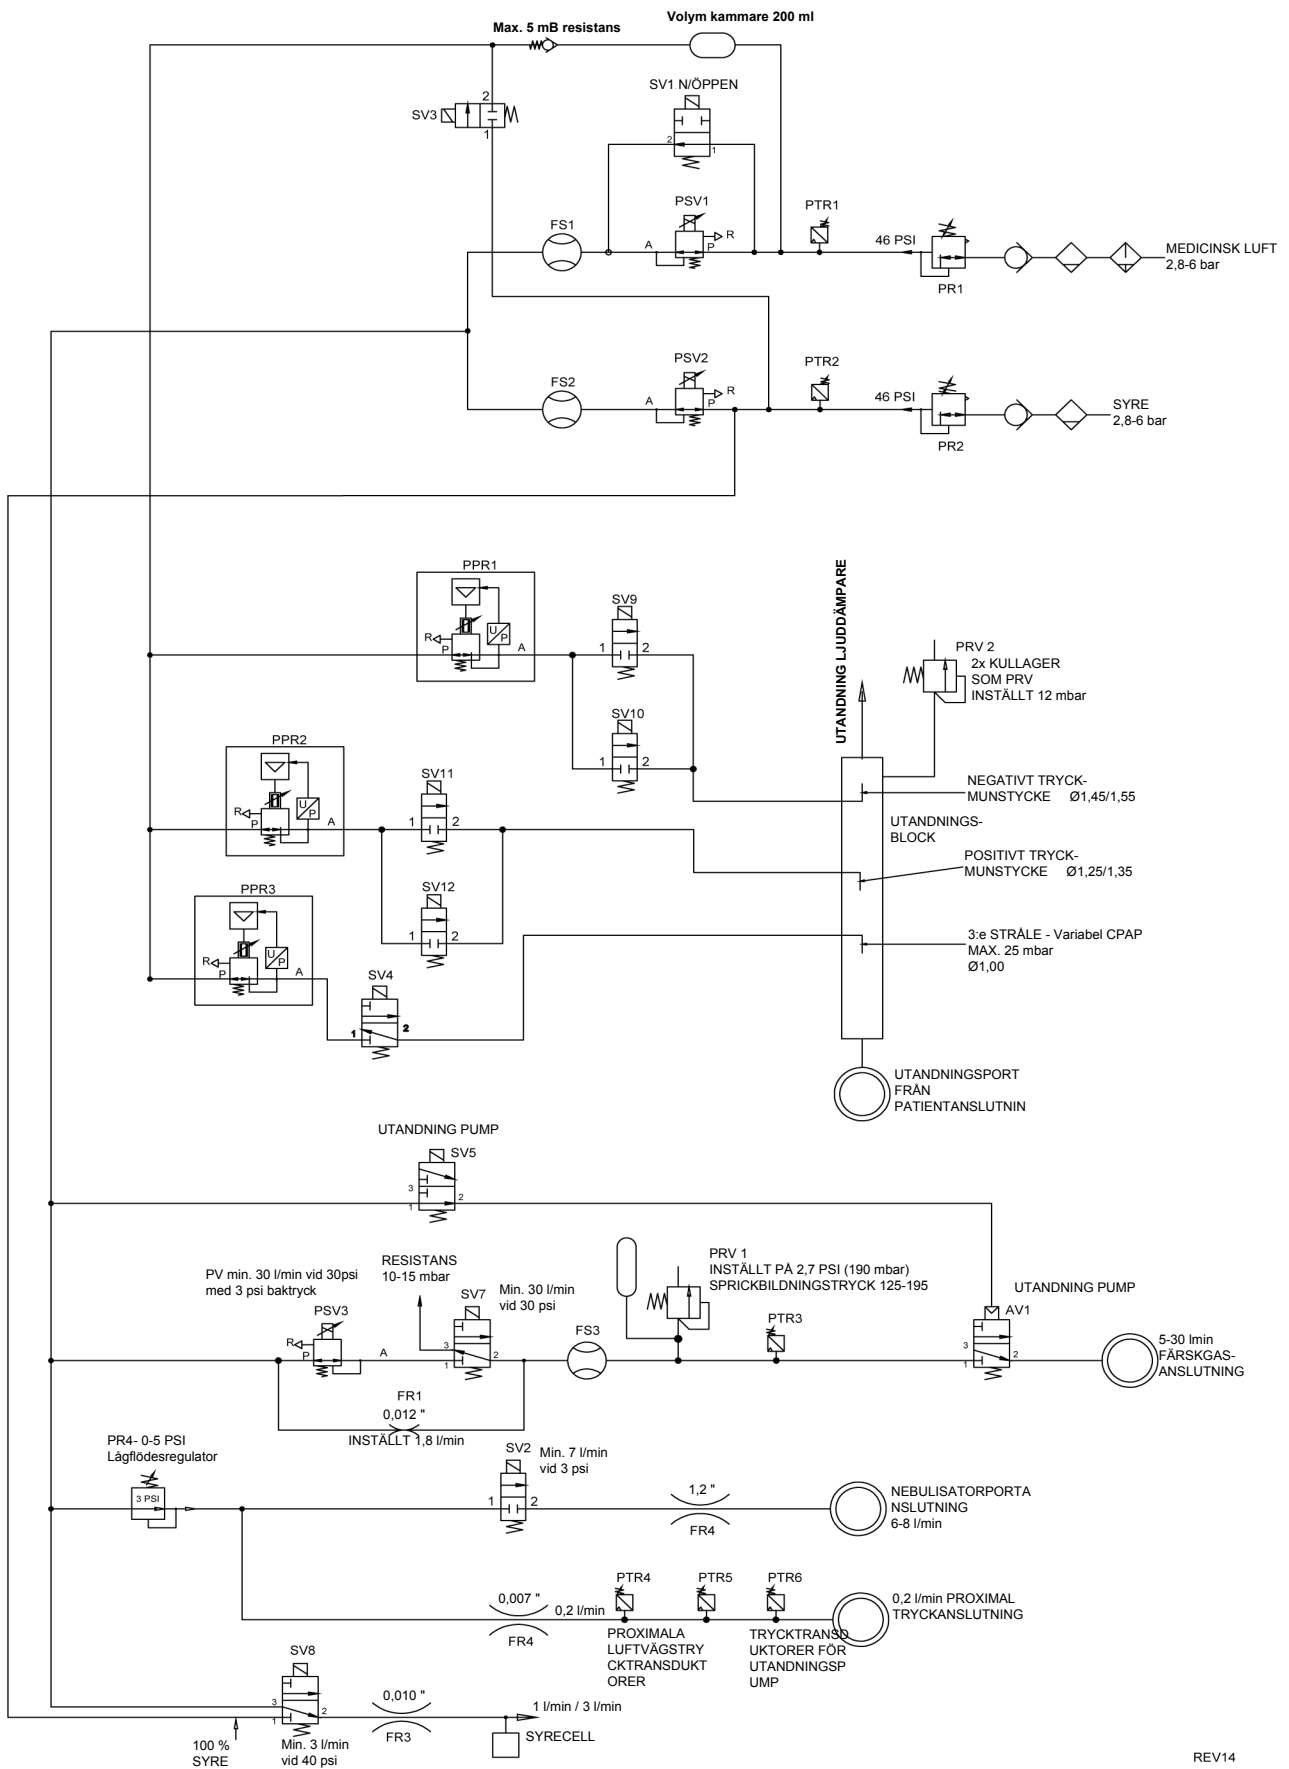 Volym kammare 200 ml
Max. 5 mB resistans
SV1 N/ÖPPEN
SV3
2
1
2
1
PSV1
PTR1
FS1
A
P
R
46 PSI
MEDICINSK LUFT
2,8-6 bar
PR1
PSV2
PTR2
FS2
A
P
R
46 PSI
SYRE
2,8-6 bar
PR2
PPR1
R
P
U
P
A
SV9
1
2
SV10
1
2
UTANDNING LJUDDÄMPARE
PRV 2
2x KULLAGER
SOM PRV
INSTÄLLT 12 mbar
PPR2
R
P
U
P
A
SV11
1
2
SV12
1
2
NEGATIVT TRYCK-
MUNSTYCKE Ø1,45/1,55
UTANDNINGS-
BLOCK
POSITIVT TRYCK-
MUNSTYCKE Ø1,25/1,35
PPR3
R
P
U
P
A
SV4
1
2
3:e STRÅLE - Variabel CPAP
MAX. 25 mbar
Ø1,00
UTANDNINGSPORT
FRÅN
PATIENTANSLUTNIN
UTANDNING PUMP
SV5
3
1
2
PV min. 30 l/min vid 30psi
med 3 psi baktryck
RESISTANS
10-15 mbar
PSV3
R
P
A
SV7
3
1
2
Min. 30 l/min
vid 30 psi
FS3
PRV 1
INSTÄLLT PÅ 2,7 PSI (190 mbar)
SPRICKBILDNINGSTRYCK 125-195
PTR3
UTANDNING PUMP
AV1
3
1
2
5-30 lmin
FÄRSKGAS-
ANSLUTNING
FR1
0,012 "
INSTÄLLT 1,8 l/min
PR4- 0-5 PSI
Lågflödesregulator
3 PSI
SV2
1
2
Min. 7 l/min
vid 3 psi
1,2 "
FR4
NEBULISATORPORTA
NSLUTNING
6-8 l/min
0,007 "
0,2 l/min
FR4
PTR4
PTR5
PTR6
PROXIMALA
LUFTVÄGSTRY
CKTRANSDUKT
ORER
TRYCKTRANSD
UKTORER FÖR
UTANDNINGSP
UMP
0,2 l/min PROXIMAL
TRYCKANSLUTNING
SV8
3
1
2
100 %
SYRE
Min. 3 l/min
vid 40 psi
0,010 "
FR3
1 l/min / 3 l/min
SYRECELL
REV14